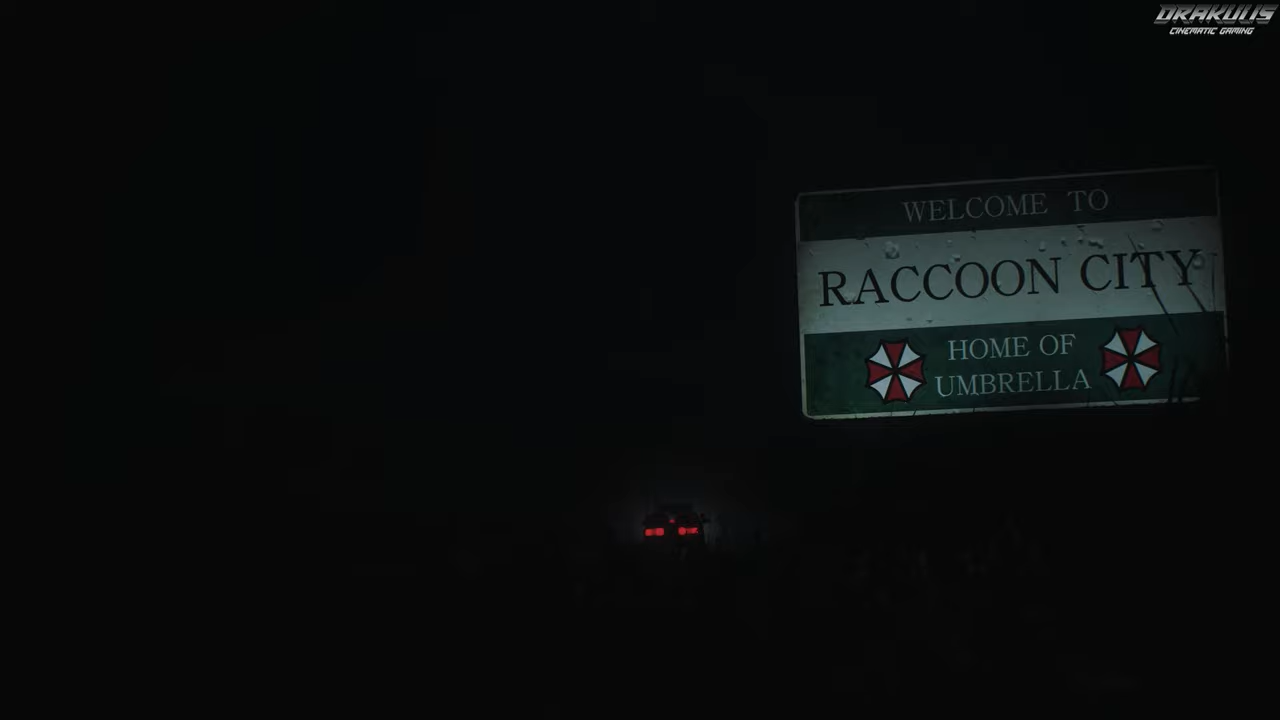 DRAKULIS
CINEMATIC GAMING
WELCOME TO
RACCOON CITY
HOME OF
UMBRELLA